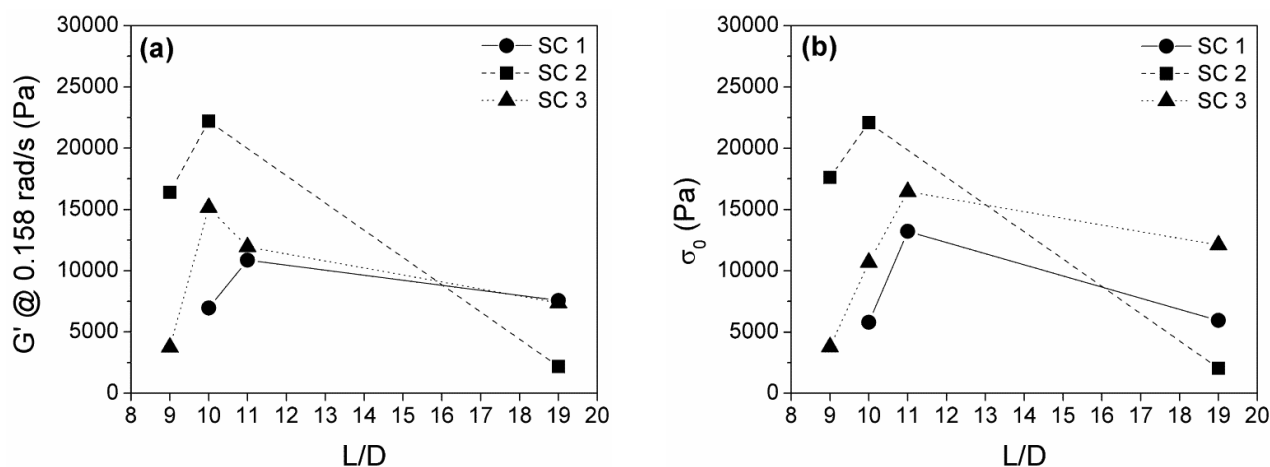 (a)
SC 1
SC 2
SC 3
30000
25000
20000
15000
10000
5000
0
G' @ 0.158 rad/s (Pa)
8 9 10 11 12 13 14 15 16 17 18 19 20
L/D
(b)
SC 1
SC 2
SC 3
30000
25000
20000
15000
10000
5000
0
σ₀ (Pa)
8 9 10 11 12 13 14 15 16 17 18 19 20
L/D